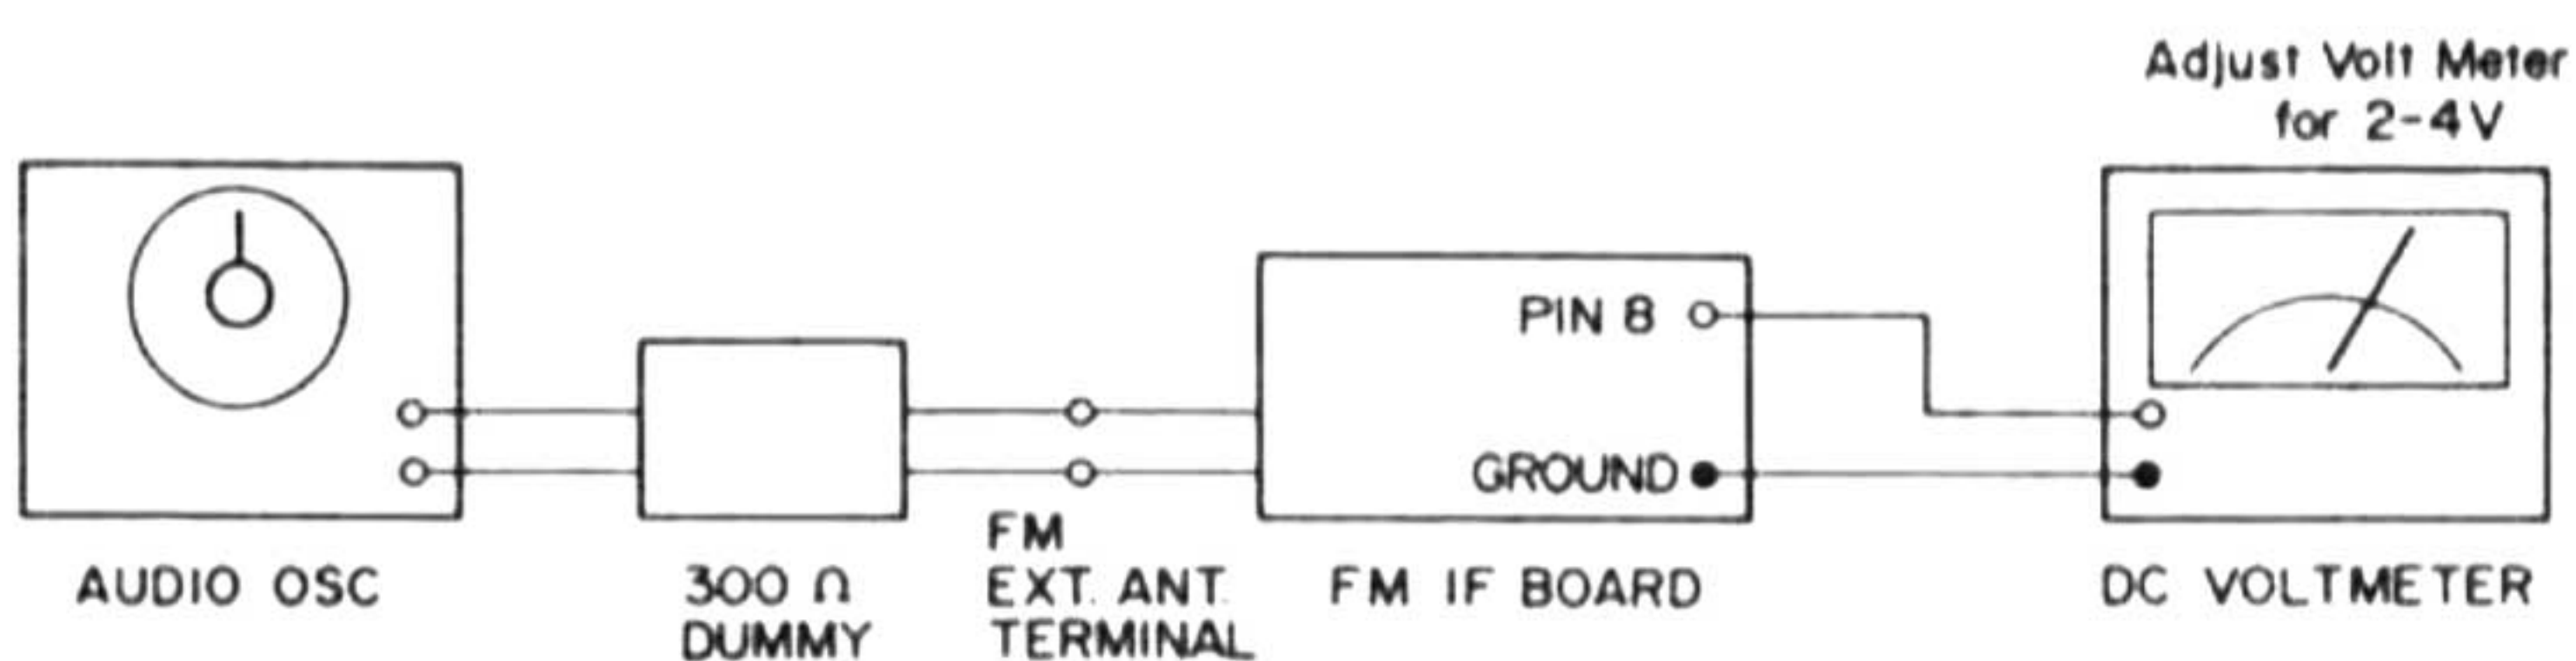 Adjust Volt Meter
for 2-4V
PIN 8
GROUND
AUDIO OSC
300 Ω
DUMMY
FM
EXT. ANT.
TERMINAL
FM IF BOARD
DC VOLTMETER